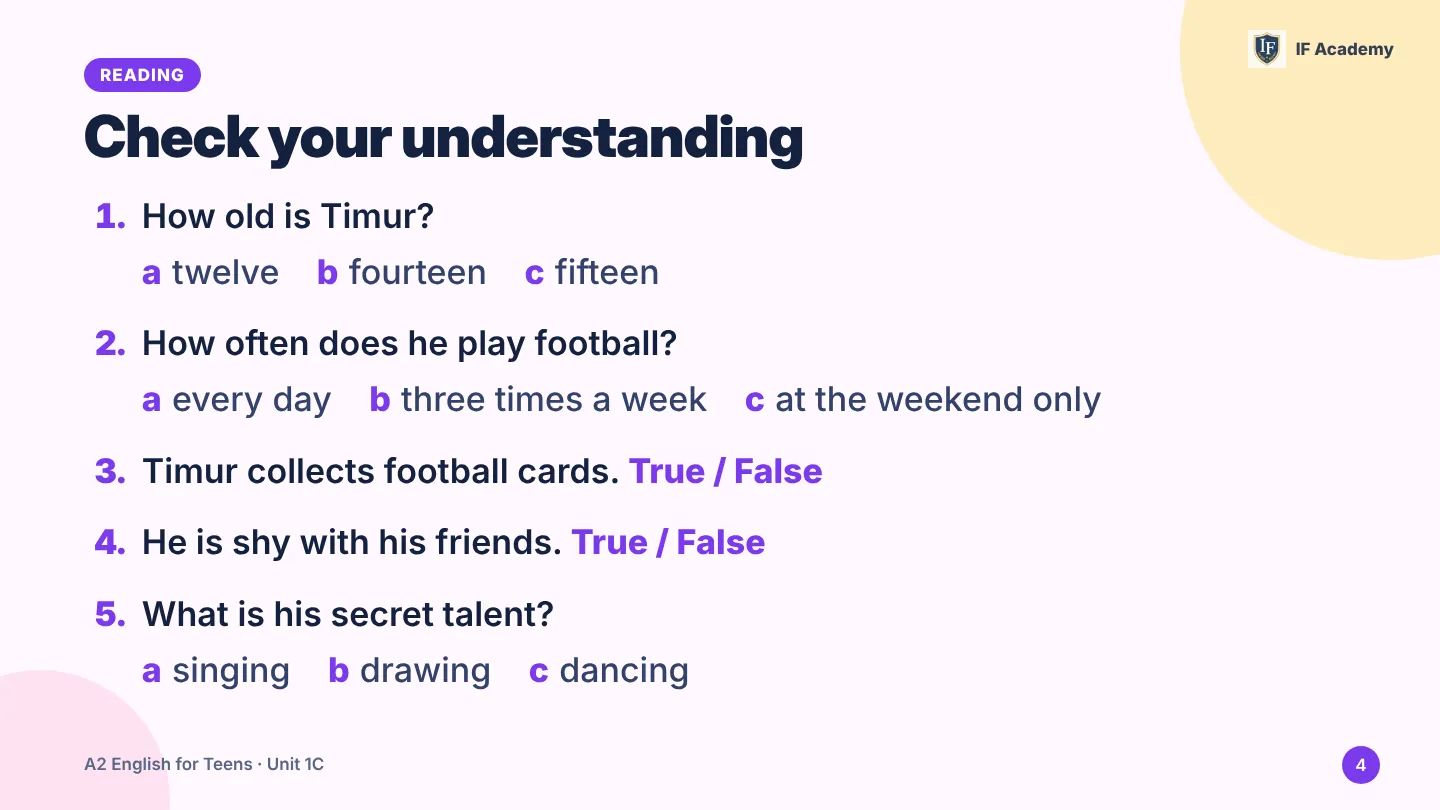 IF
IF Academy
READING
Check your understanding
1. How old is Timur?
a twelve b fourteen c fifteen
2. How often does he play football?
a every day b three times a week c at the weekend only
3. Timur collects football cards. True / False
4. He is shy with his friends. True / False
5. What is his secret talent?
a singing b drawing c dancing
A2 English for Teens · Unit 1C
4